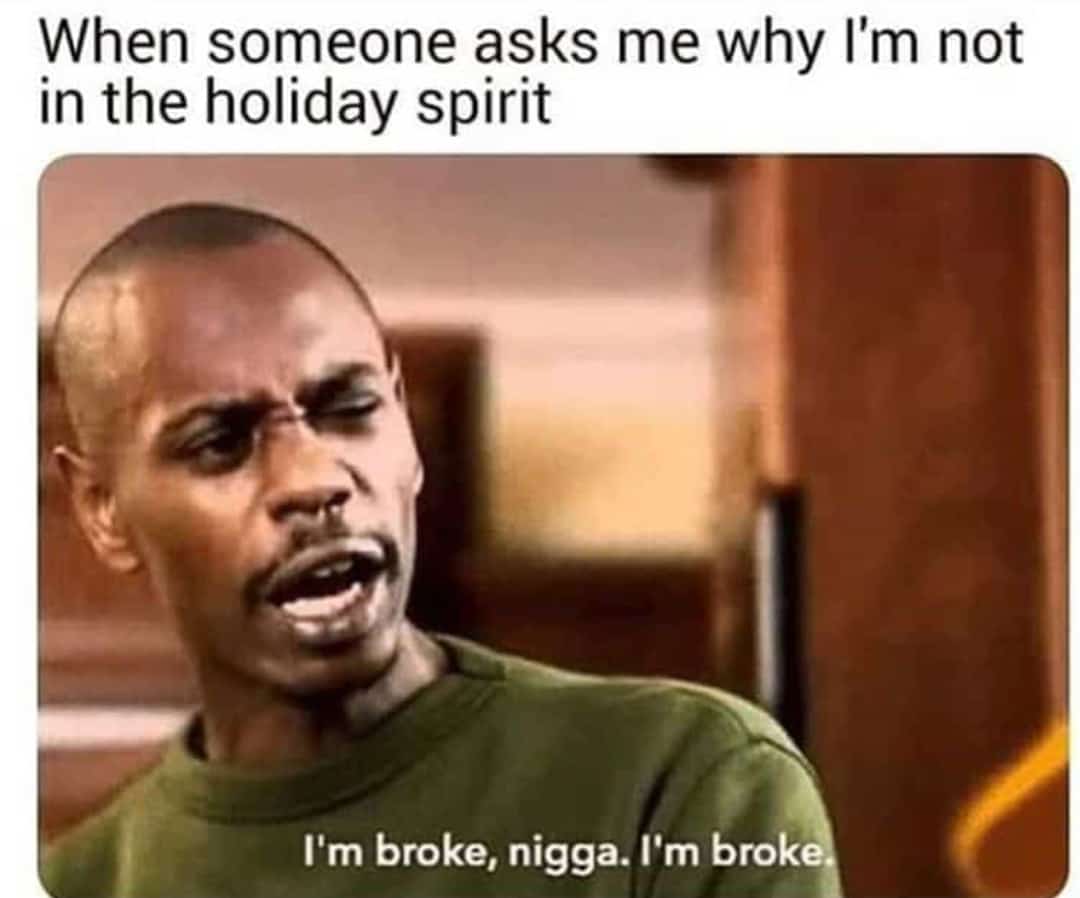 When someone asks me why I'm not
in the holiday spirit
I'm broke, nigga. I'm broke.